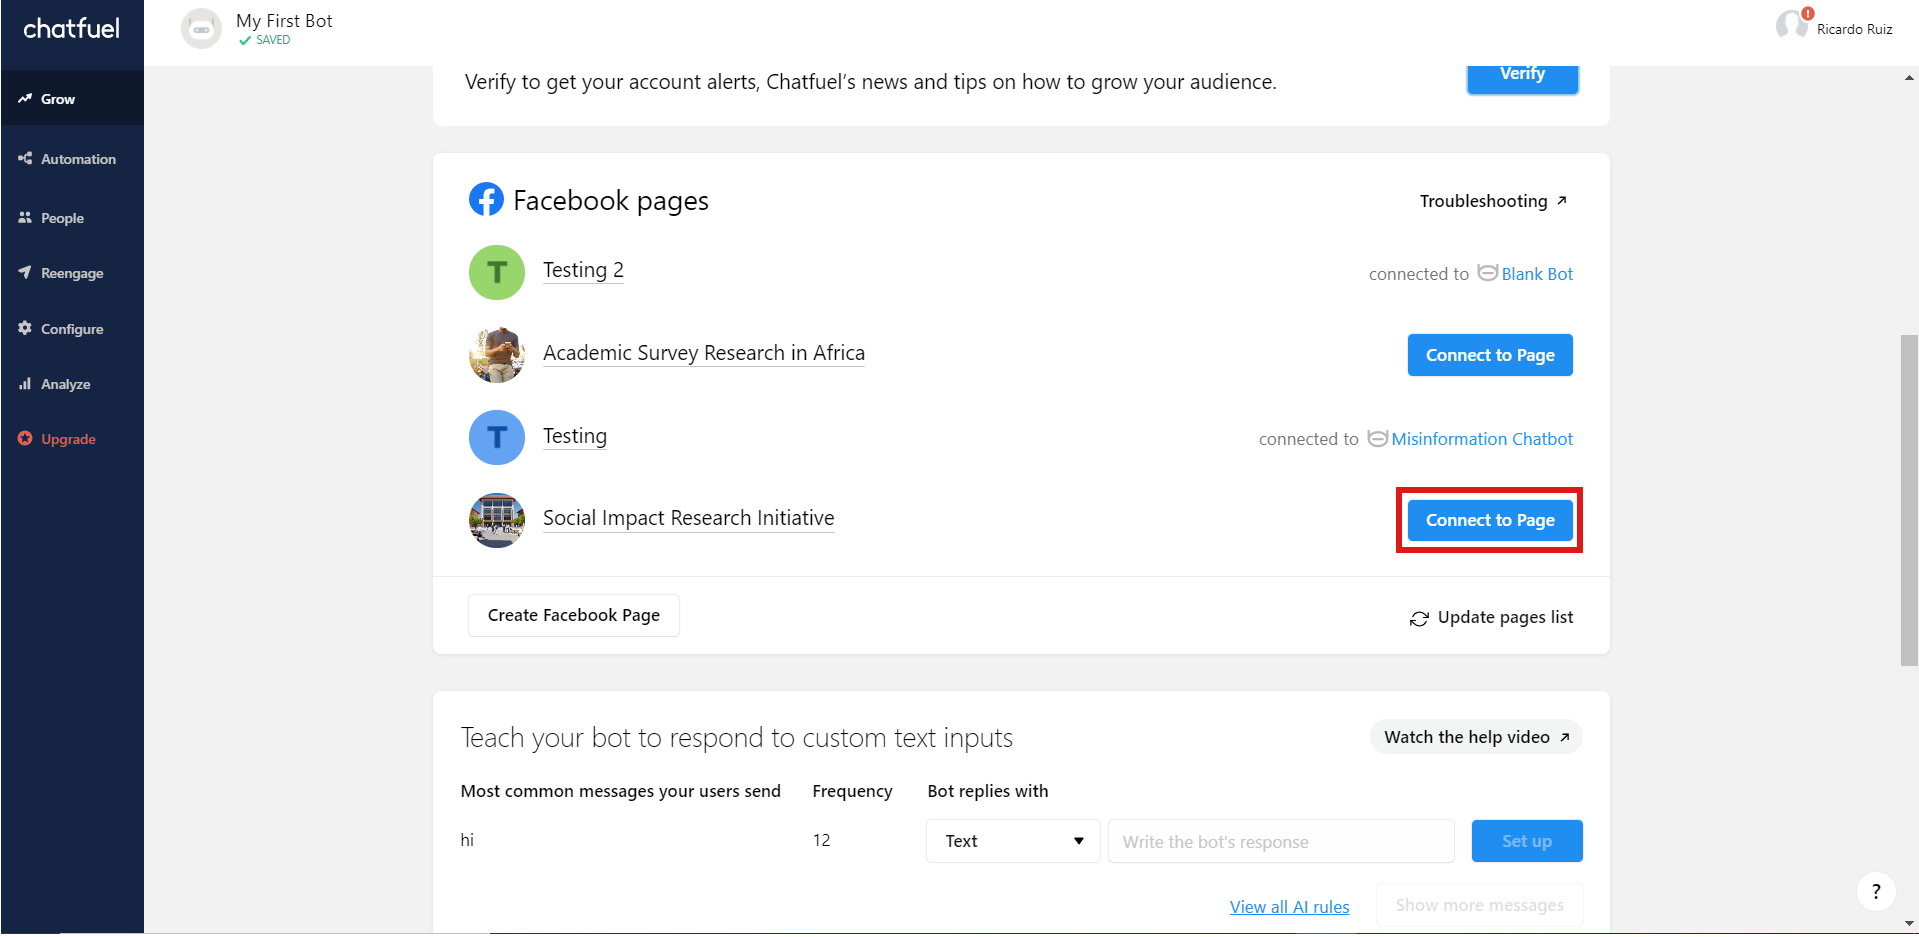 chatfuel
My First Bot
SAVED
!
Ricardo Ruiz
Grow
Automation
People
Reengage
Configure
Analyze
Upgrade
Verify to get your account alerts, Chatfuel’s news and tips on how to grow your audience.
Verify
Facebook pages
Troubleshooting
T
Testing 2
connected to Blank Bot
Academic Survey Research in Africa
Connect to Page
T
Testing
connected to Misinformation Chatbot
Social Impact Research Initiative
Connect to Page
Create Facebook Page
Update pages list
Teach your bot to respond to custom text inputs
Watch the help video
Most common messages your users send Frequency Bot replies with
hi 12 Text Write the bot's response Set up
View all AI rules Show more messages
?